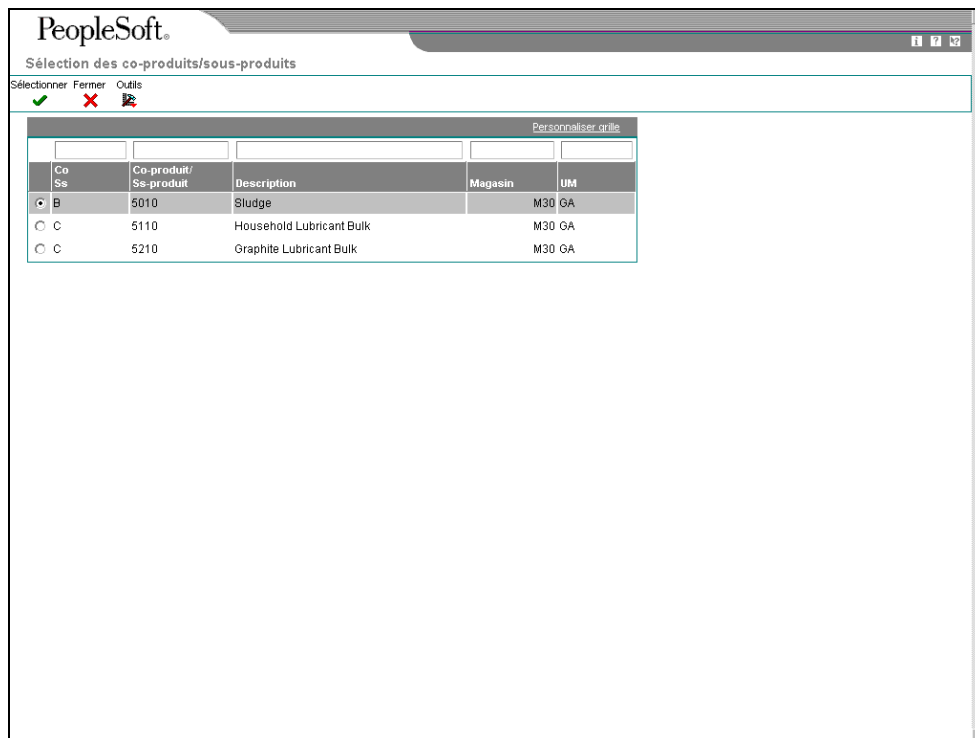 PeopleSoft®
Sélection des co-produits/sous-produits
Sélectionner Fermer Outils
Personnaliser grille
Co Ss Co-produit/ Ss-produit Description Magasin UM
B 5010 Sludge M30 GA
C 5110 Household Lubricant Bulk M30 GA
C 5210 Graphite Lubricant Bulk M30 GA